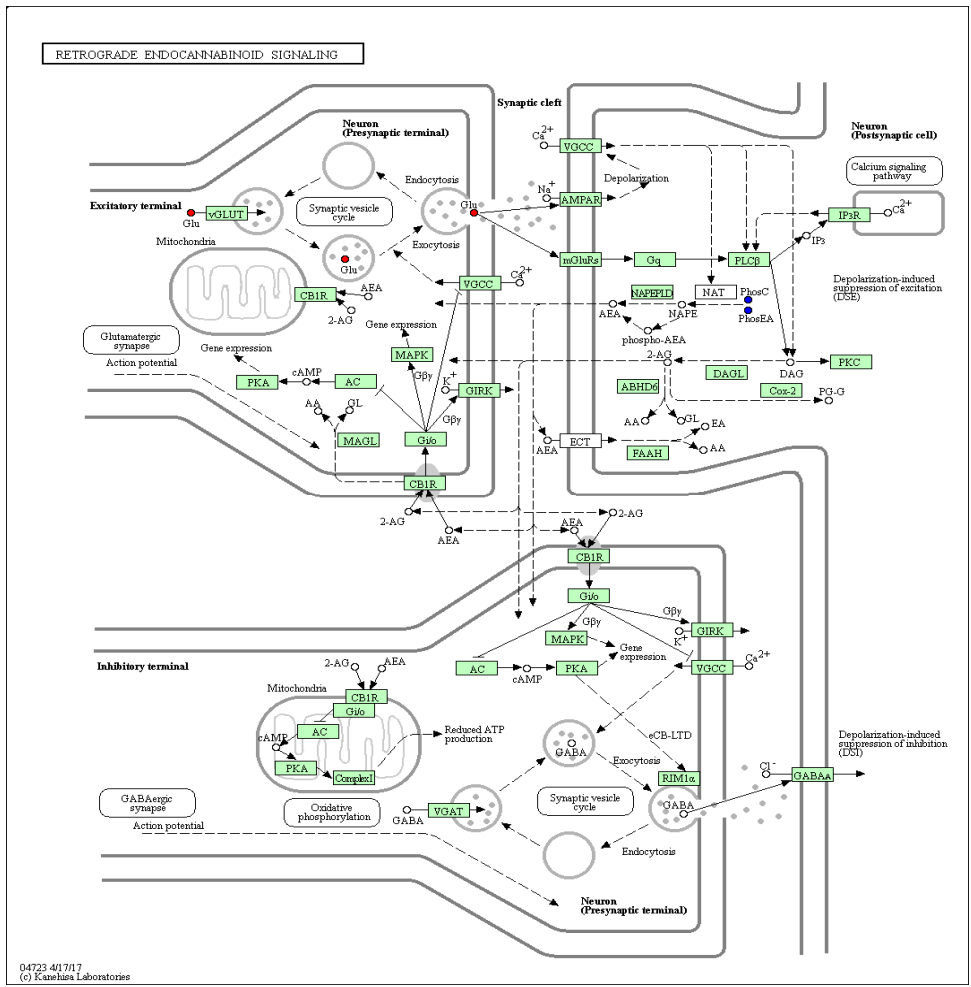 RETROGRADE ENDOCANNABINOID SIGNALING
Synaptic cleft
Neuron
(Presynaptic terminal)
Neuron
(Postsynaptic cell)
Ca2+
VGCC
Calcium signaling
pathway
Endocytosis
Depolarization
Na+
AMPAR
Excitatory terminal
Glu
vGLUT
Synaptic vesicle
cycle
Glu
IP3R
Ca2+
IP3
Mitochondria
Exocytosis
Glu
mGluRs
Gq
PLCβ
CB1R
AEA
2-AG
VGCC
Ca2+
NAPEPLD
NAT
PhosC
PhosEA
AEA
NAPE
phospho-AEA
Depolarization-induced
suppression of excitation
(DSE)
Glutamatergic
synapse
Gene expression
Gene expression
MAPK
Action potential
2-AG
DAG
PKC
DAGL
PKA
cAMP
AC
Gβγ
K+
GIRK
ABHD6
Cox-2
PG-G
AA
GL
Gβγ
AA
GL
EA
MAGL
Gi/o
AEA
ECT
FAAH
AA
CB1R
2-AG
AEA
AEA
2-AG
CB1R
Gi/o
Gβγ
Gβγ
MAPK
K+
GIRK
Gene
expression
Inhibitory terminal
AC
cAMP
PKA
VGCC
Ca2+
2-AG
AEA
Mitochondria
CB1R
Gi/o
AC
cAMP
PKA
ComplexI
Reduced ATP
production
eCB-LTD
GABA
Exocytosis
RIM1α
Depolarization-induced
suppression of inhibition
(DSI)
Cl-
GABAA
GABAergic
synapse
Oxidative
phosphorylation
GABA
VGAT
Synaptic vesicle
cycle
GABA
Action potential
Endocytosis
Neuron
(Presynaptic terminal)
04723 4/17/17
(c) Kanehisa Laboratories